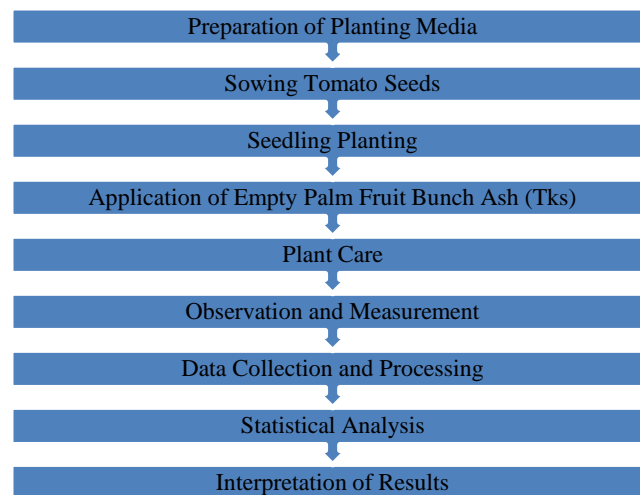 Preparation of Planting Media
Sowing Tomato Seeds
Seedling Planting
Application of Empty Palm Fruit Bunch Ash (Tks)
Plant Care
Observation and Measurement
Data Collection and Processing
Statistical Analysis
Interpretation of Results